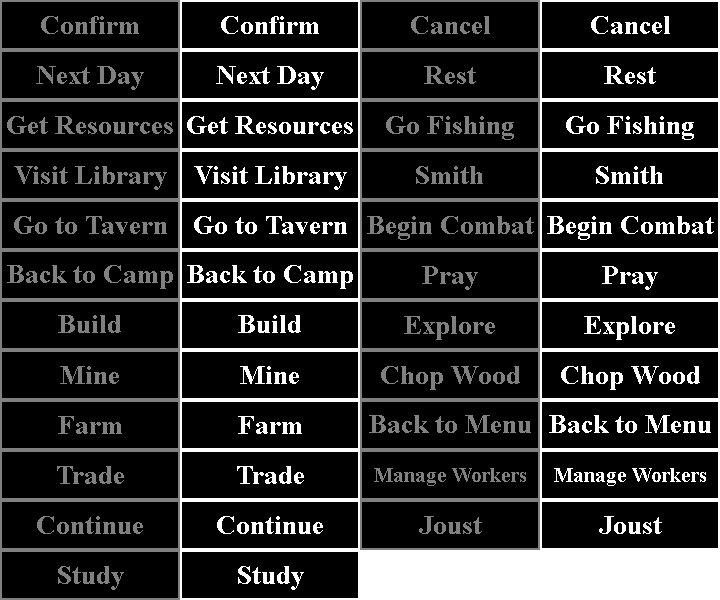 Confirm Confirm Cancel Cancel
Next Day Next Day Rest Rest
Get Resources Get Resources Go Fishing Go Fishing
Visit Library Visit Library Smith Smith
Go to Tavern Go to Tavern Begin Combat Begin Combat
Back to Camp Back to Camp Pray Pray
Build Build Explore Explore
Mine Mine Chop Wood Chop Wood
Farm Farm Back to Menu Back to Menu
Trade Trade Manage Workers Manage Workers
Continue Continue Joust Joust
Study Study